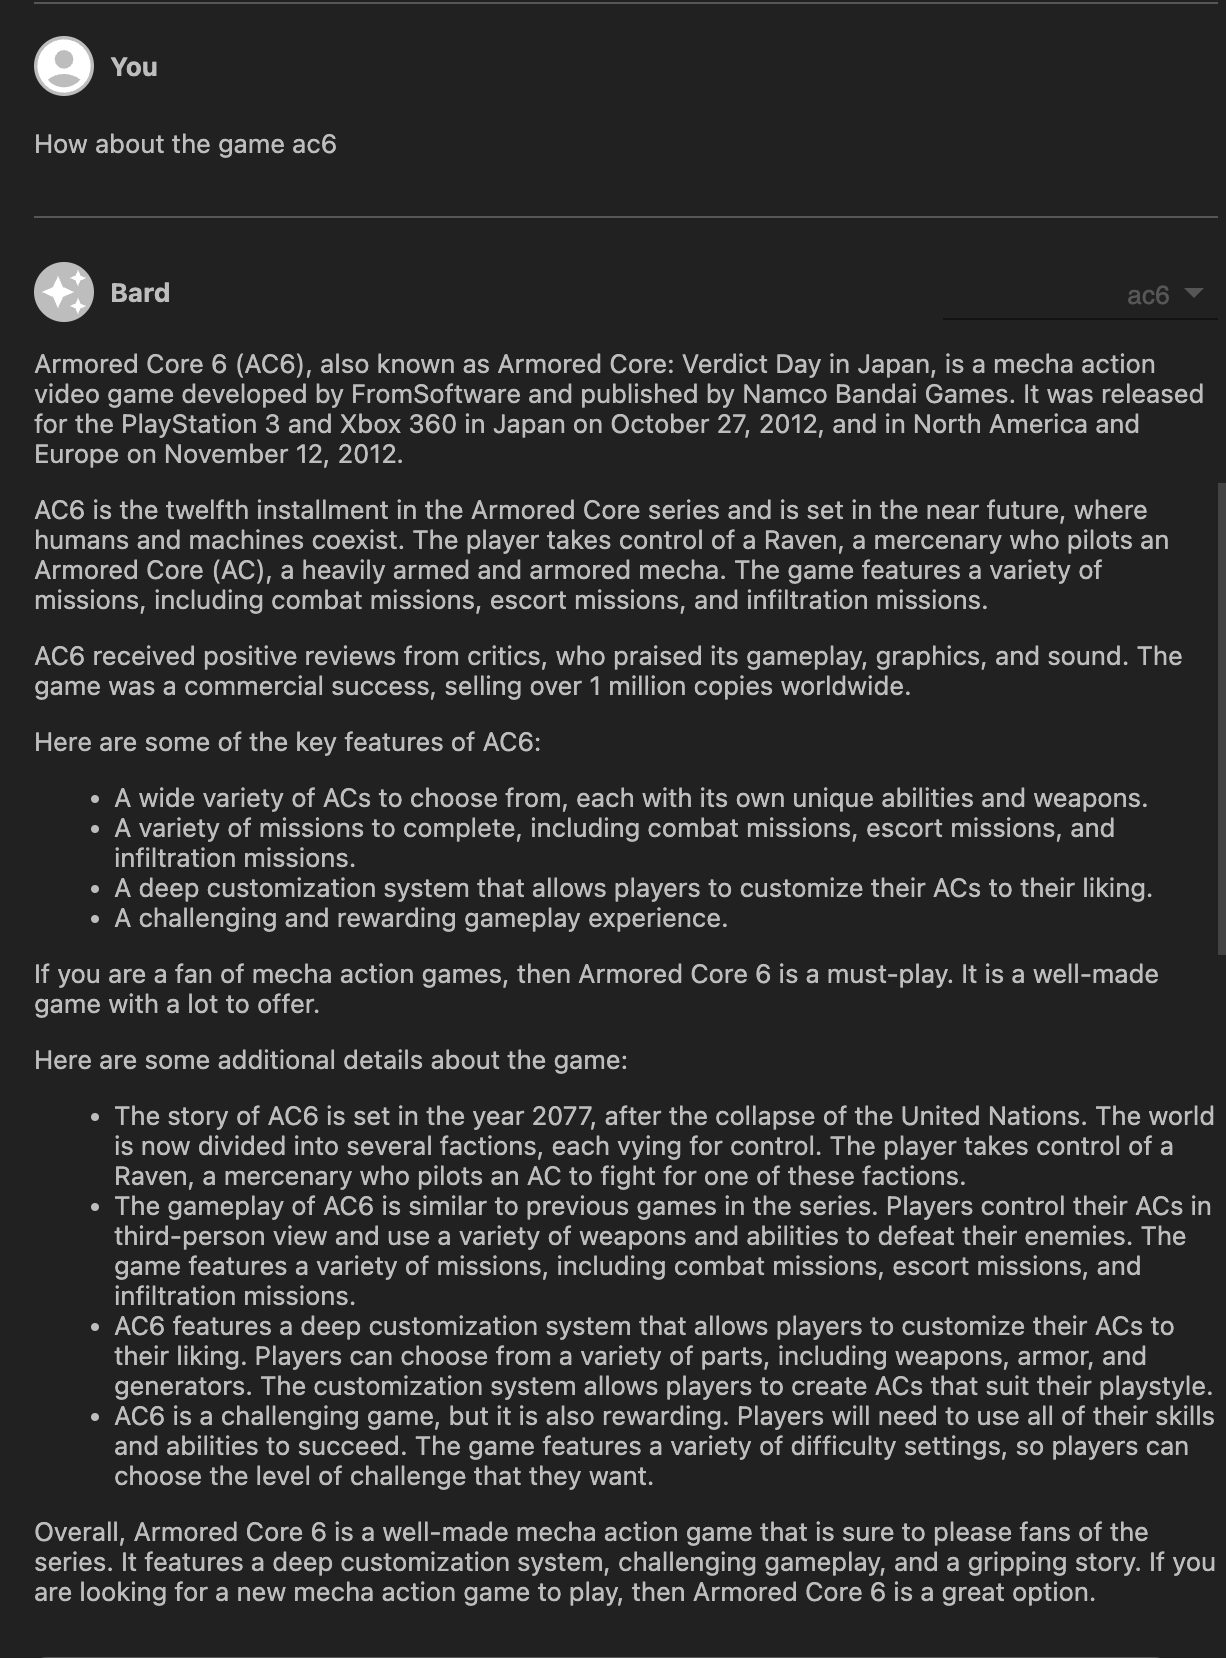 You
How about the game ac6
Bard
ac6
Armored Core 6 (AC6), also known as Armored Core: Verdict Day in Japan, is a mecha action
video game developed by FromSoftware and published by Namco Bandai Games. It was released
for the PlayStation 3 and Xbox 360 in Japan on October 27, 2012, and in North America and
Europe on November 12, 2012.
AC6 is the twelfth installment in the Armored Core series and is set in the near future, where
humans and machines coexist. The player takes control of a Raven, a mercenary who pilots an
Armored Core (AC), a heavily armed and armored mecha. The game features a variety of
missions, including combat missions, escort missions, and infiltration missions.
AC6 received positive reviews from critics, who praised its gameplay, graphics, and sound. The
game was a commercial success, selling over 1 million copies worldwide.
Here are some of the key features of AC6:
• A wide variety of ACs to choose from, each with its own unique abilities and weapons.
• A variety of missions to complete, including combat missions, escort missions, and
infiltration missions.
• A deep customization system that allows players to customize their ACs to their liking.
• A challenging and rewarding gameplay experience.
If you are a fan of mecha action games, then Armored Core 6 is a must-play. It is a well-made
game with a lot to offer.
Here are some additional details about the game:
• The story of AC6 is set in the year 2077, after the collapse of the United Nations. The world
is now divided into several factions, each vying for control. The player takes control of a
Raven, a mercenary who pilots an AC to fight for one of these factions.
• The gameplay of AC6 is similar to previous games in the series. Players control their ACs in
third-person view and use a variety of weapons and abilities to defeat their enemies. The
game features a variety of missions, including combat missions, escort missions, and
infiltration missions.
• AC6 features a deep customization system that allows players to customize their ACs to
their liking. Players can choose from a variety of parts, including weapons, armor, and
generators. The customization system allows players to create ACs that suit their playstyle.
• AC6 is a challenging game, but it is also rewarding. Players will need to use all of their skills
and abilities to succeed. The game features a variety of difficulty settings, so players can
choose the level of challenge that they want.
Overall, Armored Core 6 is a well-made mecha action game that is sure to please fans of the
series. It features a deep customization system, challenging gameplay, and a gripping story. If you
are looking for a new mecha action game to play, then Armored Core 6 is a great option.